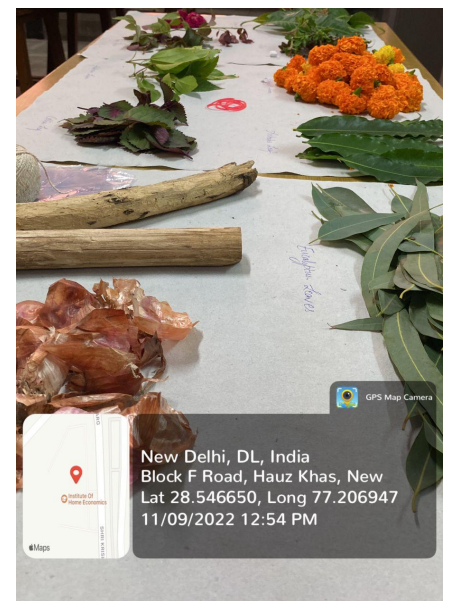 GPS Map Camera
New Delhi, DL, India
Block F Road, Hauz Khas, New
Lat 28.546650, Long 77.206947
11/09/2022 12:54 PM
Institute Of
Home Economics
Maps